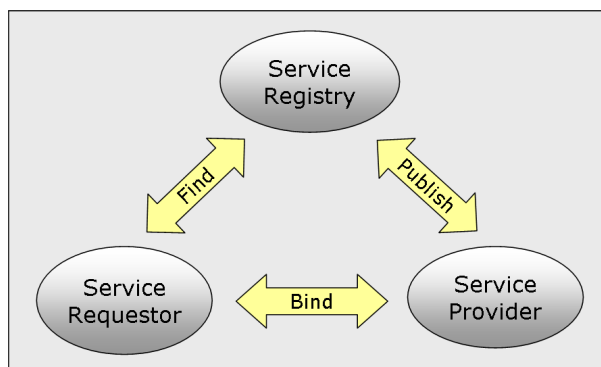 Service
Registry
Find
Publish
Service
Requestor
Bind
Service
Provider